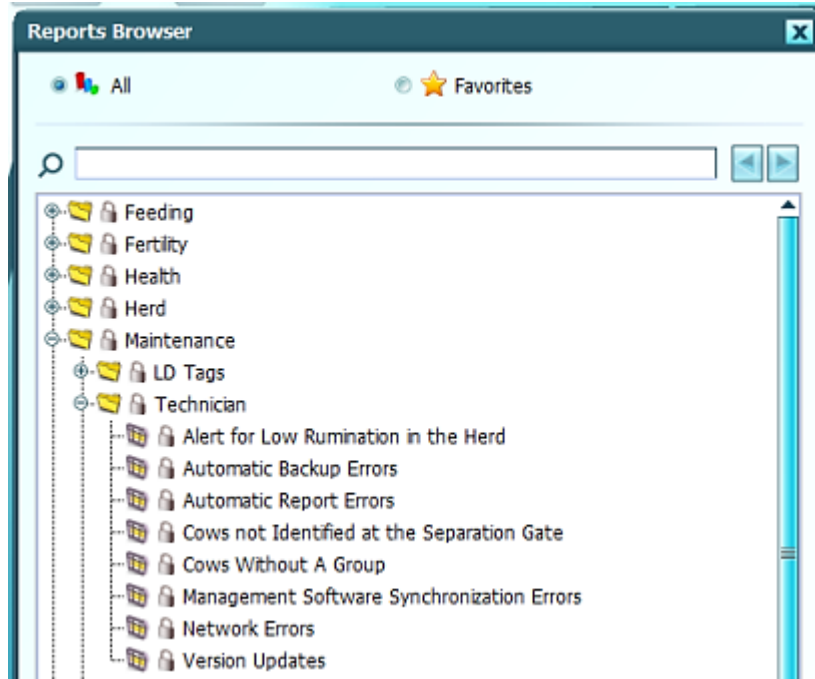 Reports Browser
All
Favorites
Feeding
Fertility
Health
Herd
Maintenance
LD Tags
Technician
Alert for Low Rumination in the Herd
Automatic Backup Errors
Automatic Report Errors
Cows not Identified at the Separation Gate
Cows Without A Group
Management Software Synchronization Errors
Network Errors
Version Updates